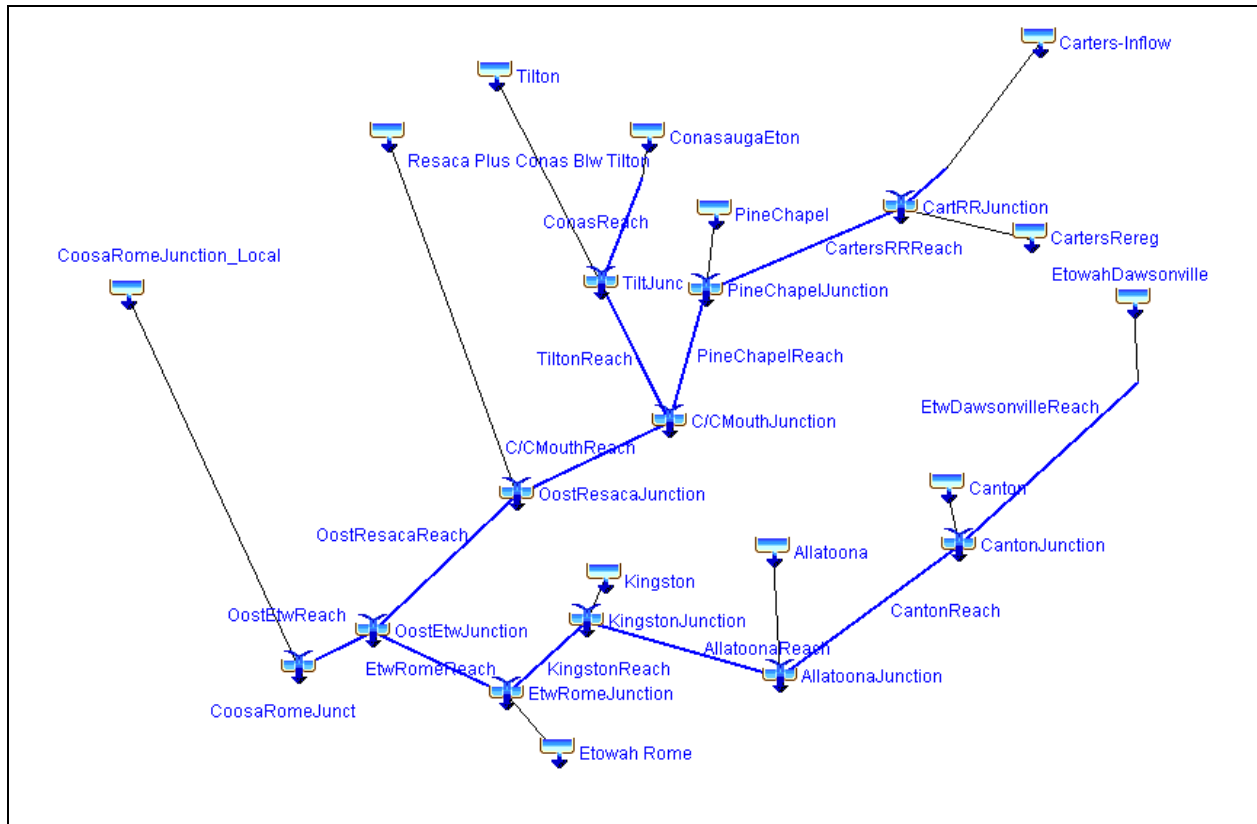 Carters-Inflow
Tilton
ConasaugaEton
Resaca Plus Conas Blw Tilton
CartRRJunction
PineChapel
ConasReach
CartersRereg
CartersRRReach
CoosaRomeJunction_Local
EtowahDawsonville
TiltJunc
PineChapelJunction
TiltonReach
PineChapelReach
EtwDawsonvilleReach
C/CMouthJunction
C/CMouthReach
Canton
OostResacaJunction
OostResacaReach
CantonJunction
Allatoona
Kingston
OostEtwReach
CantonReach
KingstonJunction
OostEtwJunction
AllatoonaReach
EtwRomeReach
KingstonReach
AllatoonaJunction
EtwRomeJunction
CoosaRomeJunct
Etowah Rome